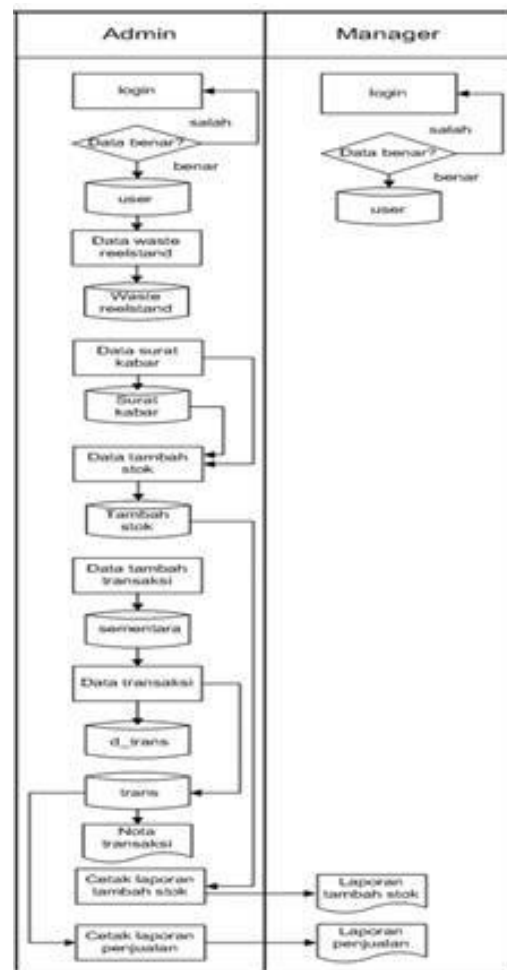 Admin
Manager
login
salah
Data benar?
benar
user
Data waste
reelstand
Waste
reelstand
Data surat
kabar
Surat
kabar
Data tambah
stok
Tambah
stok
Data tambah
transaksi
sementara
Data transaksi
d_trans
trans
Nota
transaksi
Cetak laporan
tambah stok
Cetak laporan
penjualan
login
salah
Data benar?
benar
user
Laporan
tambah stok
Laporan
penjualan